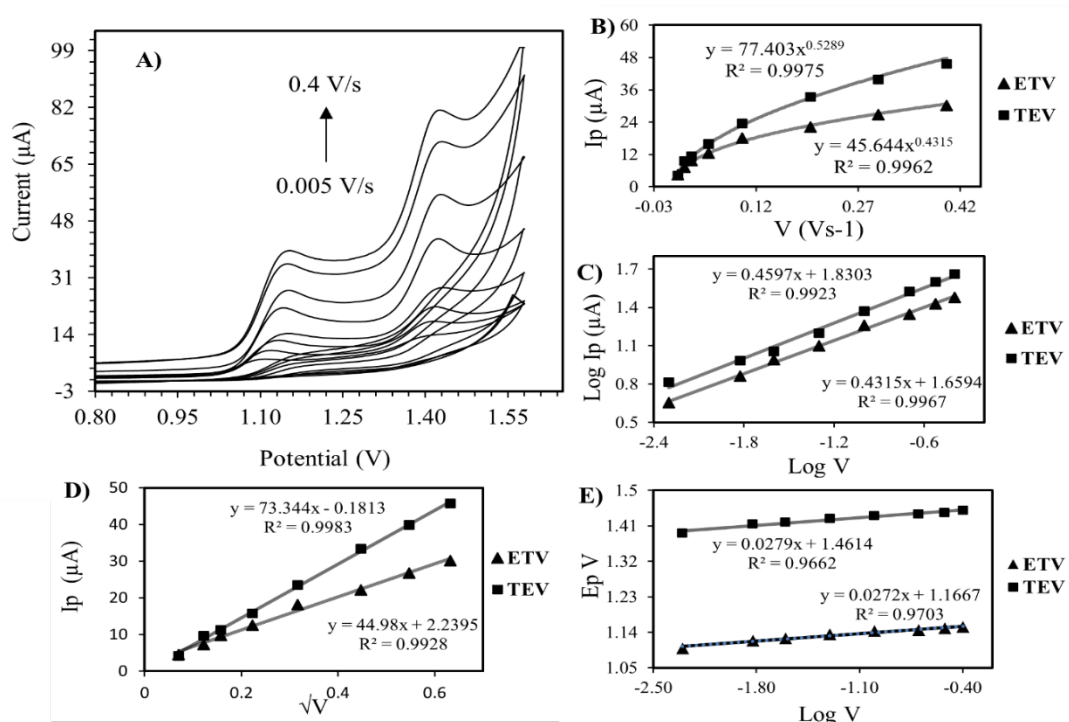 A)
99
82
65
48
31
14
-3
Current (µA)
0.4 V/s
0.005 V/s
0.80 0.95 1.10 1.25 1.40 1.55
Potential (V)
B)
60
48
36
24
12
0
Ip (µA)
y = 77.403x^0.5289
R² = 0.9975
y = 45.644x^0.4315
R² = 0.9962
-0.03 0.12 0.27 0.42
V (Vs-1)
ETV
TEV
C)
1.7
1.4
1.1
0.8
0.5
Log Ip (µA)
y = 0.4597x + 1.8303
R² = 0.9923
y = 0.4315x + 1.6594
R² = 0.9967
-2.4 -1.8 -1.2 -0.6
Log V
ETV
TEV
D)
50
40
30
20
10
0
Ip (µA)
y = 73.344x - 0.1813
R² = 0.9983
y = 44.98x + 2.2395
R² = 0.9928
0 0.2 0.4 0.6
√V
ETV
TEV
E)
1.5
1.41
1.32
1.23
1.14
1.05
Ep V
y = 0.0279x + 1.4614
R² = 0.9662
y = 0.0272x + 1.1667
R² = 0.9703
-2.50 -1.80 -1.10 -0.40
Log V
ETV
TEV